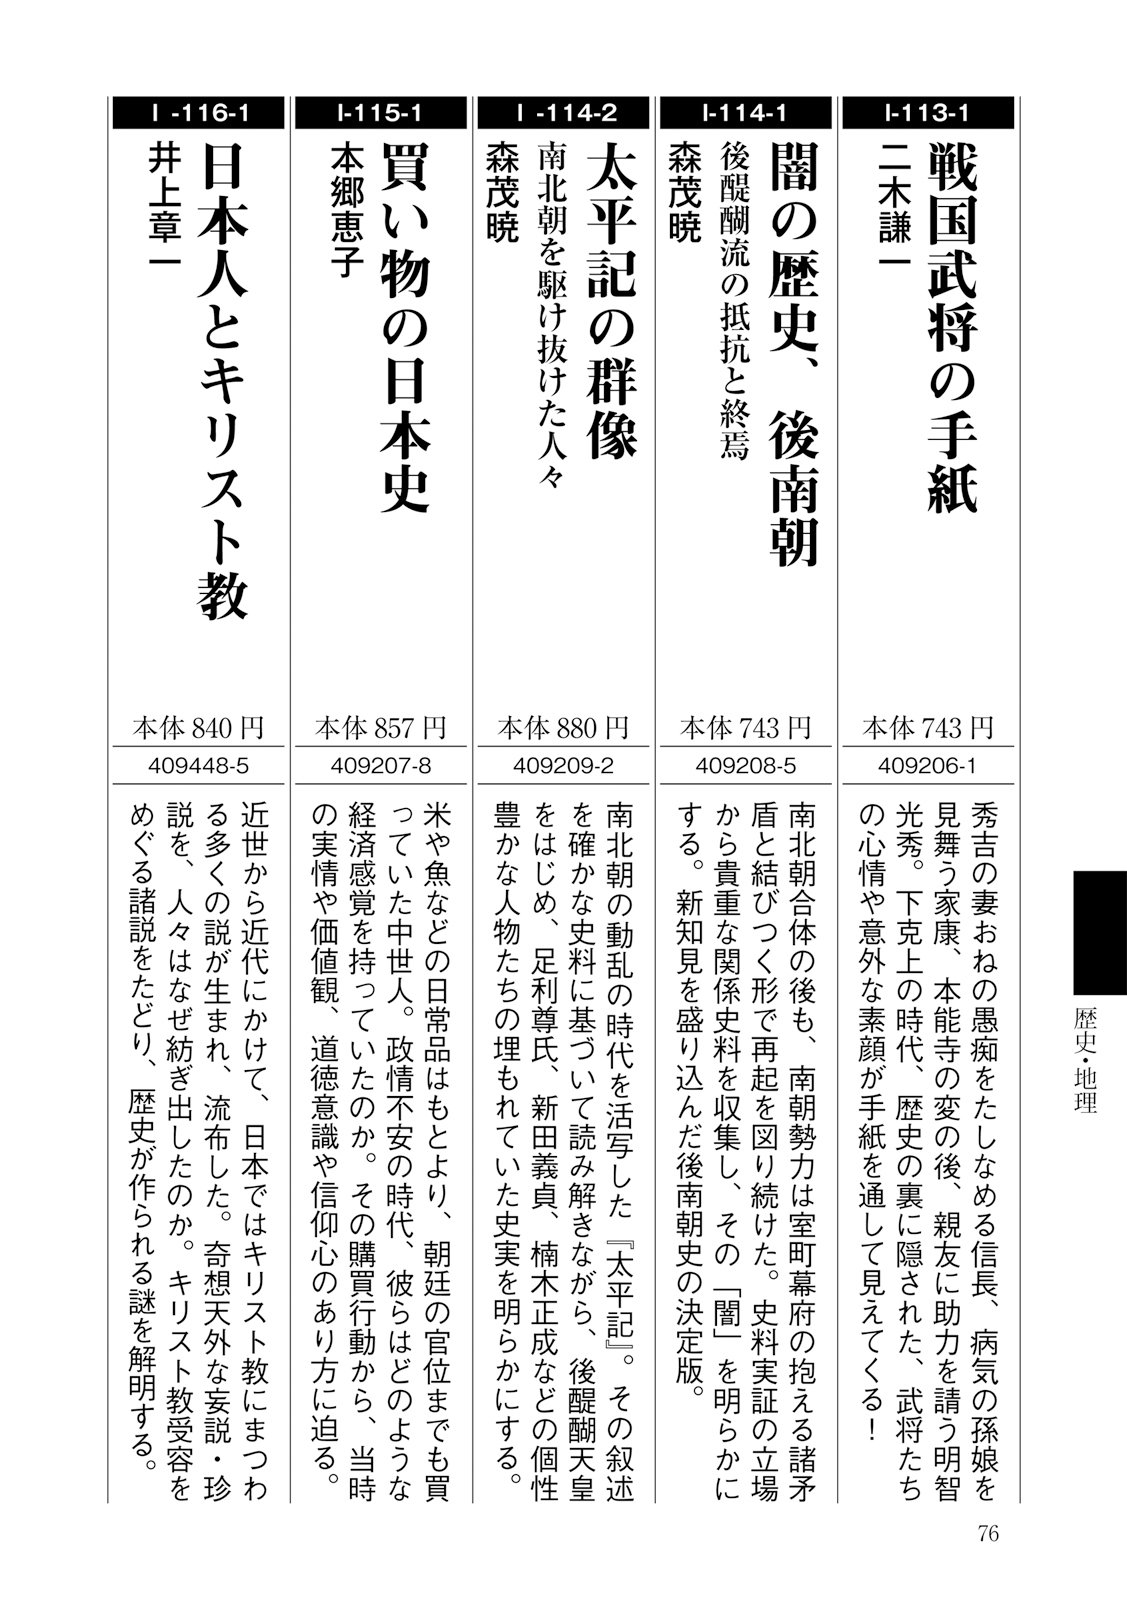 I-113-1
戦国武将の手紙
二木謙一
本体 743 円
409206-1
秀吉の妻おねの愚痴をたしなめる信長、病気の孫娘を
見舞う家康、本能寺の変の後、親友に助力を請う明智
光秀。下克上の時代、歴史の裏に隠された、武将たち
の心情や意外な素顔が手紙を通して見えてくる！
I-114-1
闇の歴史、後南朝
後醍醐流の抵抗と終焉
森茂暁
本体 743 円
409208-5
南北朝合体の後も、南朝勢力は室町幕府の抱える諸矛
盾と結びつく形で再起を図り続けた。史料実証の立場
から貴重な関係史料を収集し、その「闇」を明らかに
する。新知見を盛り込んだ後南朝史の決定版。
I -114-2
太平記の群像
南北朝を駆け抜けた人々
森茂暁
本体 880 円
409209-2
南北朝の動乱の時代を活写した『太平記』。その叙述
を確かな史料に基づいて読み解きながら、後醍醐天皇
をはじめ、足利尊氏、新田義貞、楠木正成などの個性
豊かな人物たちの埋もれていた史実を明らかにする。
I-115-1
買い物の日本史
本郷恵子
本体 857 円
409207-8
米や魚などの日常品はもとより、朝廷の官位までも買
っていた中世人。政情不安の時代、彼らはどのような
経済感覚を持っていたのか。その購買行動から、当時
の実情や価値観、道徳意識や信仰心のあり方に迫る。
I -116-1
日本人とキリスト教
井上章一
本体 840 円
409448-5
近世から近代にかけて、日本ではキリスト教にまつわ
る多くの説が生まれ、流布した。奇想天外な妄説・珍
説を、人々はなぜ紡ぎ出したのか。キリスト教受容を
めぐる諸説をたどり、歴史が作られる謎を解明する。
歴史・地理
76